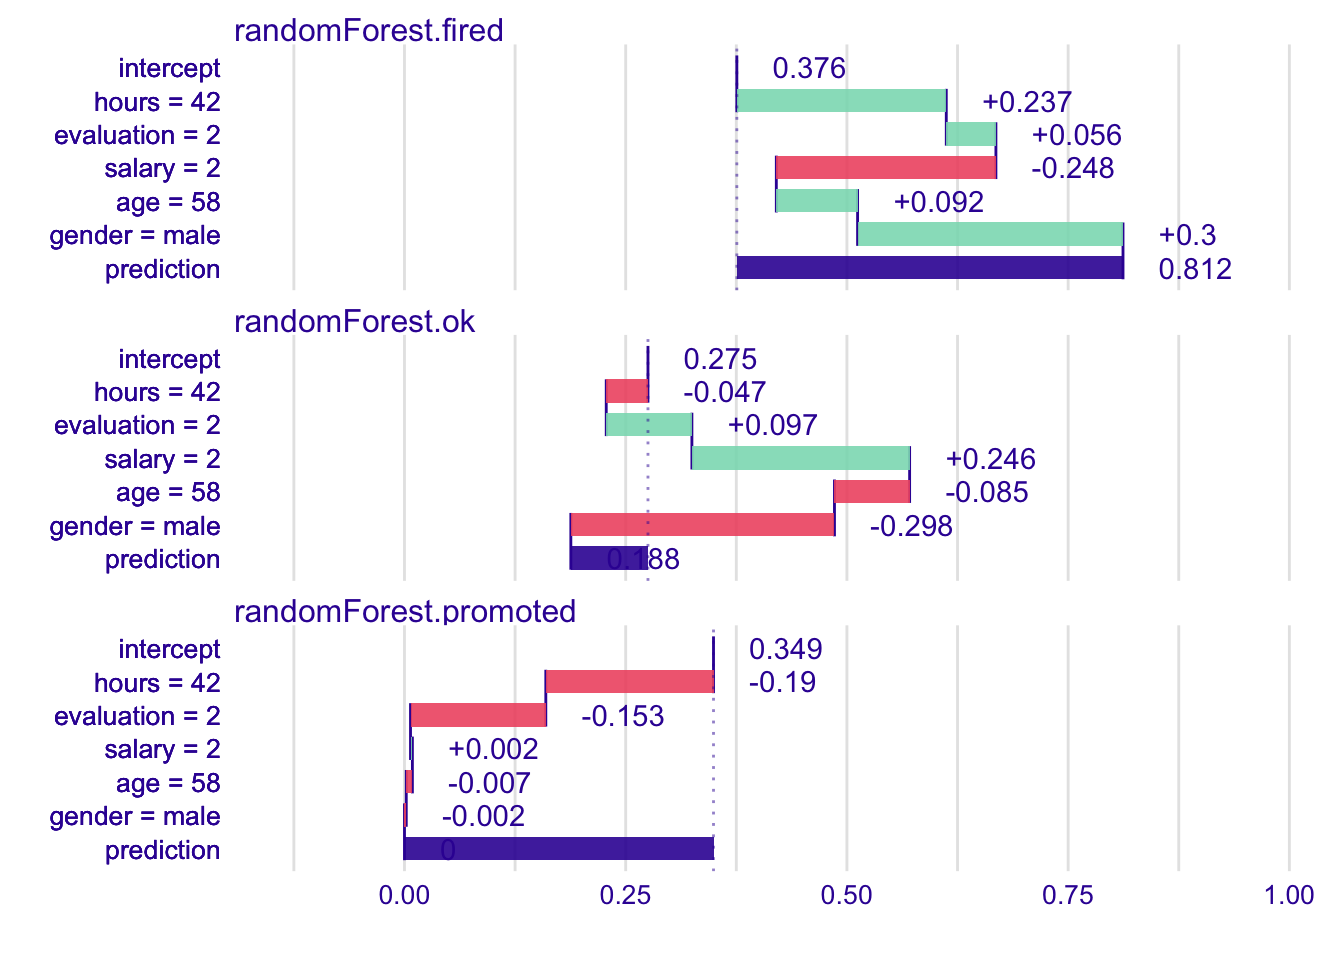 randomForest.fired
intercept 0.376
hours = 42 +0.237
evaluation = 2 +0.056
salary = 2 -0.248
age = 58 +0.092
gender = male +0.3
prediction 0.812
randomForest.ok
intercept 0.275
hours = 42 -0.047
evaluation = 2 +0.097
salary = 2 +0.246
age = 58 -0.085
gender = male -0.298
prediction 0.188
randomForest.promoted
intercept 0.349
hours = 42 -0.19
evaluation = 2 -0.153
salary = 2 +0.002
age = 58 -0.007
gender = male -0.002
prediction 0
0.00 0.25 0.50 0.75 1.00